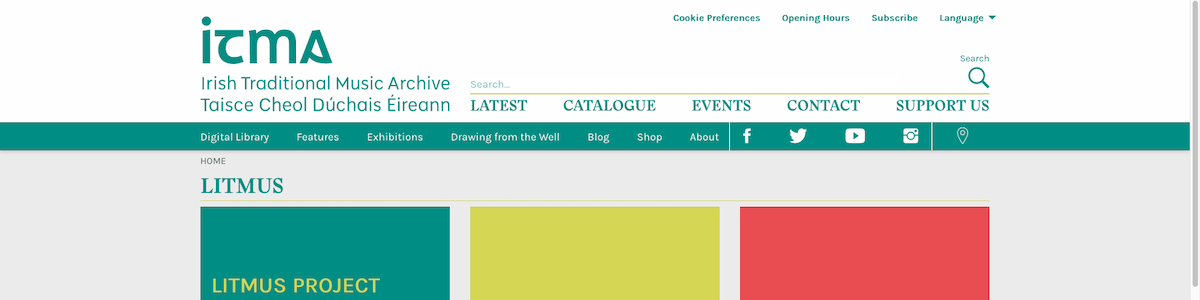 Cookie Preferences Opening Hours Subscribe Language
ITMA
Irish Traditional Music Archive
Taisce Cheol Dúchais Éireann
Search
Search...
LATEST CATALOGUE EVENTS CONTACT SUPPORT US
Digital Library Features Exhibitions Drawing from the Well Blog Shop About
HOME
LITMUS
LITMUS PROJECT